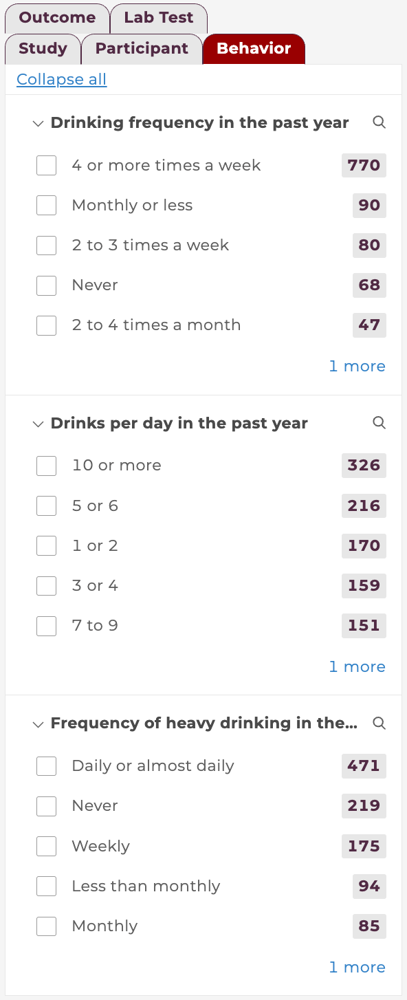 Outcome Lab Test
Study Participant Behavior
Collapse all
Drinking frequency in the past year
4 or more times a week 770
Monthly or less 90
2 to 3 times a week 80
Never 68
2 to 4 times a month 47
1 more
Drinks per day in the past year
10 or more 326
5 or 6 216
1 or 2 170
3 or 4 159
7 to 9 151
1 more
Frequency of heavy drinking in the...
Daily or almost daily 471
Never 219
Weekly 175
Less than monthly 94
Monthly 85
1 more